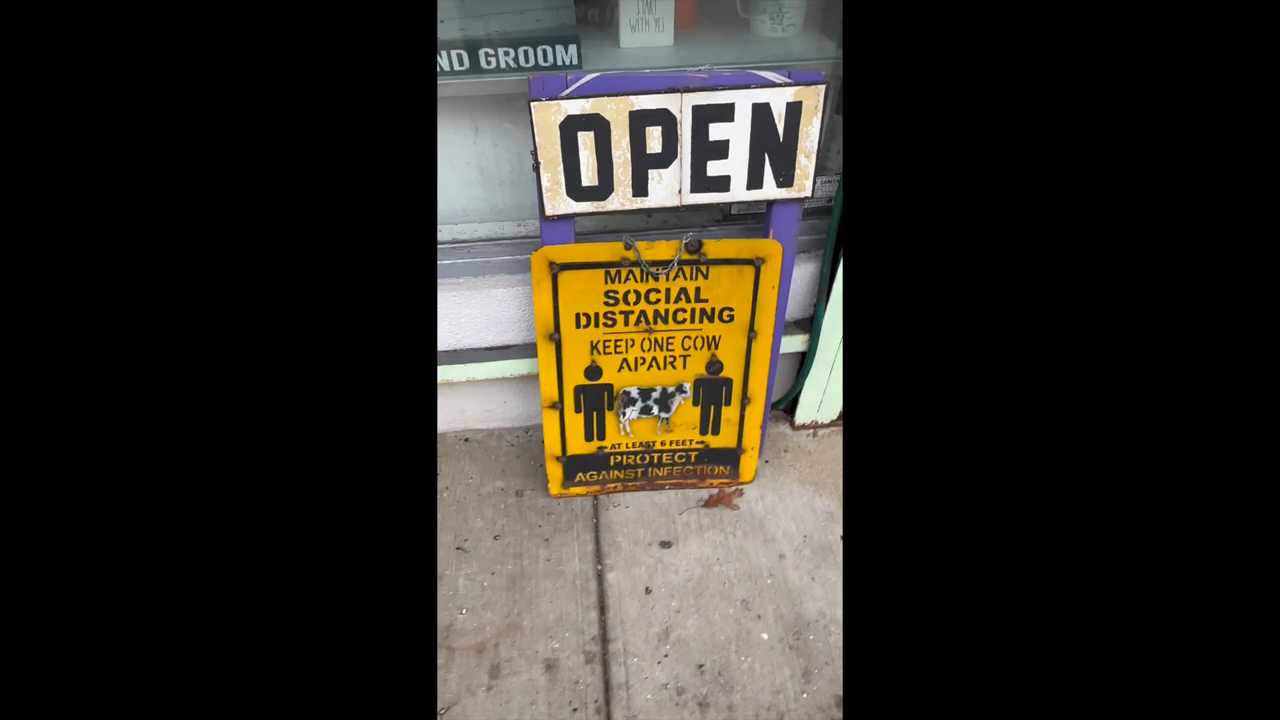 START
WITH YES
ND GROOM
OPEN
MAINTAIN
SOCIAL
DISTANCING
KEEP ONE COW
APART
AT LEAST 6 FEET
PROTECT
AGAINST INFECTION